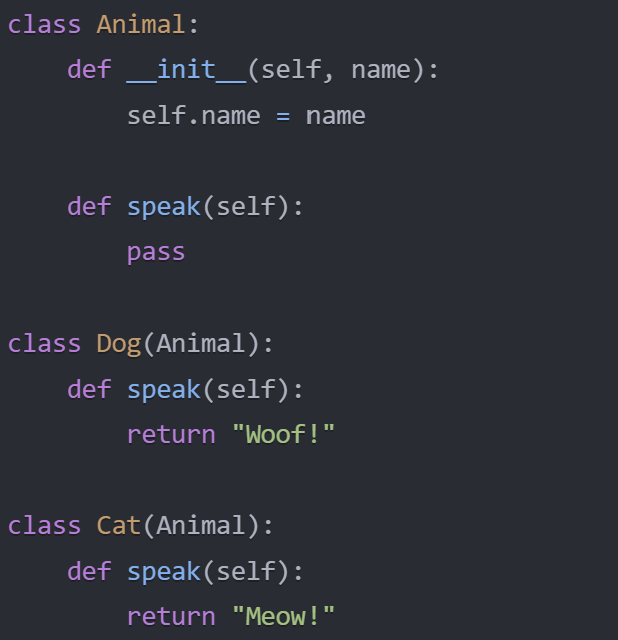 class Animal:
    def __init__(self, name):
        self.name = name
    def speak(self):
        pass
class Dog(Animal):
    def speak(self):
        return "Woof!"
class Cat(Animal):
    def speak(self):
        return "Meow!"